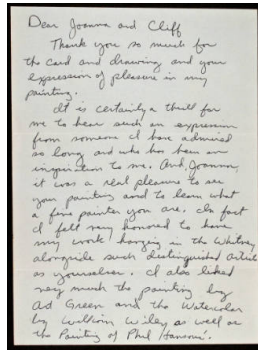 Dear Joanna and Cliff
Thank you so much for
the card and drawing and your
expression of pleasure in my
painting.
It is certainly a thrill for
me to hear such an expression
from someone I have admired
so long and who has been an
inspiration to me. And, Joanna,
it was a real pleasure to see
your painting and to learn what
a fine painter you are. In fact
I felt very honored to have
my work hanging in the Whitney
alongside such distinguished artists
as yourselves. I also liked
very much the painting by
Ad Green and the Watercolor
by William Wiley as well as
the Painting of Phil Hansons.